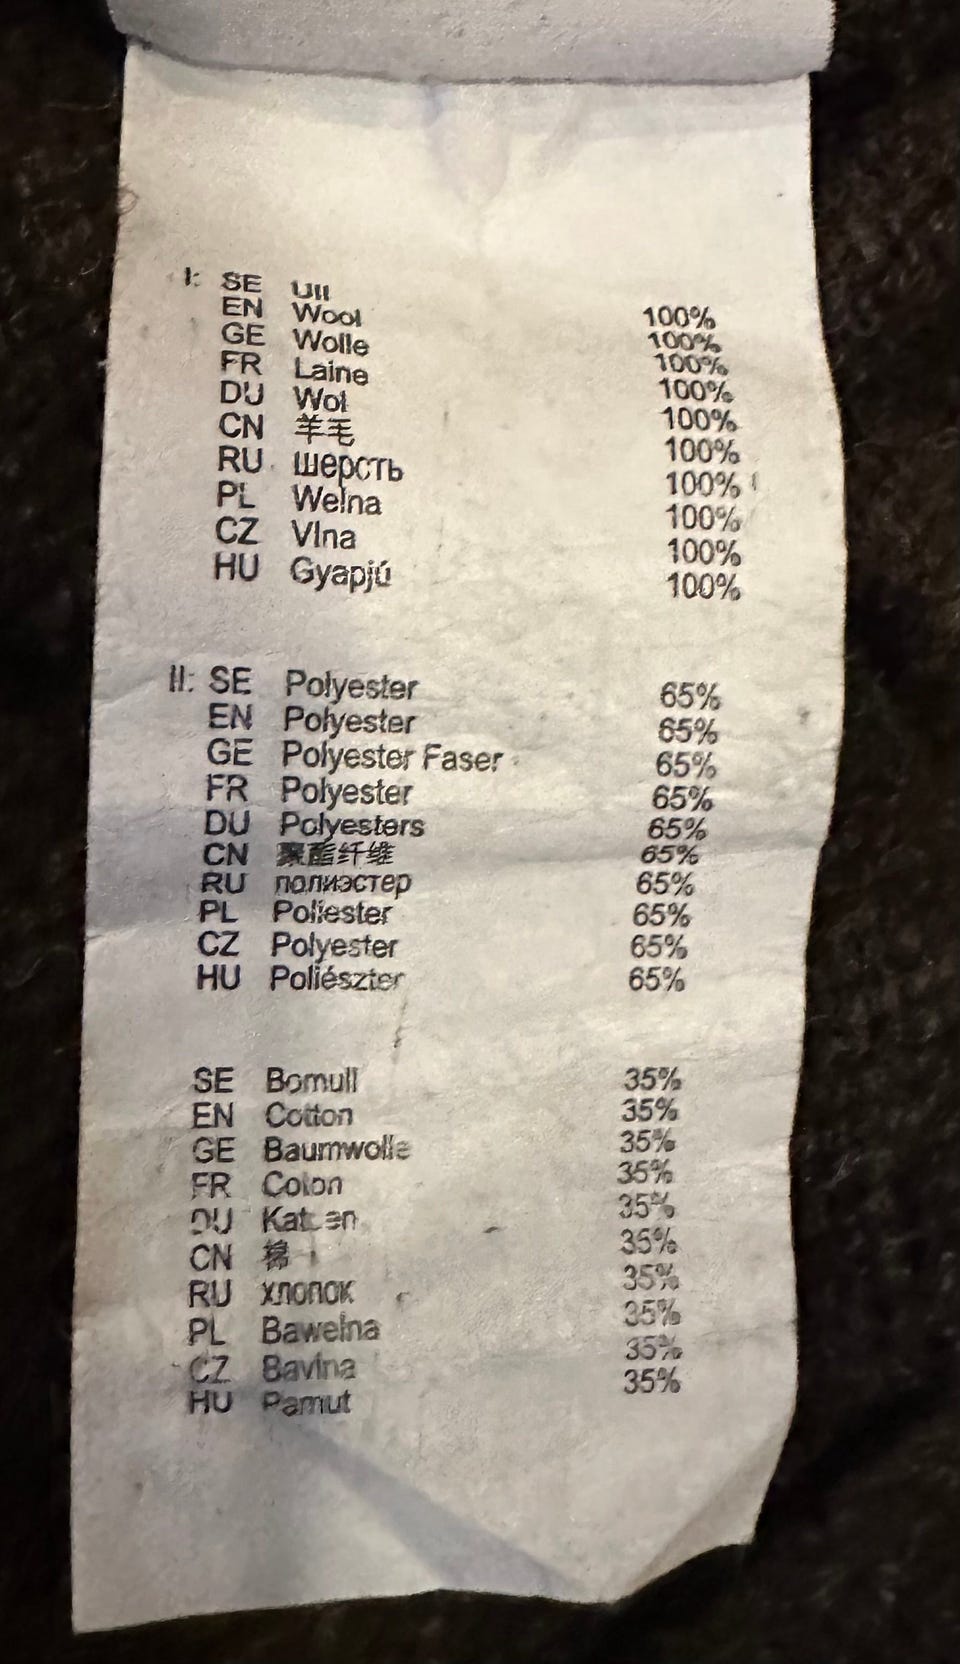 I: SE Ull 100%
EN Wool 100%
GE Wolle 100%
FR Laine 100%
DU Wol 100%
CN 羊毛 100%
RU шерсть 100%
PL Wełna 100%
CZ Vlna 100%
HU Gyapjú 100%
II: SE Polyester 65%
EN Polyester 65%
GE Polyester Faser 65%
FR Polyester 65%
DU Polyesters 65%
CN 聚酯纤维 65%
RU полиэстер 65%
PL Poliester 65%
CZ Polyester 65%
HU Poliészter 65%
SE Bomull 35%
EN Cotton 35%
GE Baumwolle 35%
FR Coton 35%
DU 35%
CN 棉 35%
RU хлопок 35%
PL Bawełna 35%
CZ Bavlna 35%
HU Pamut 35%